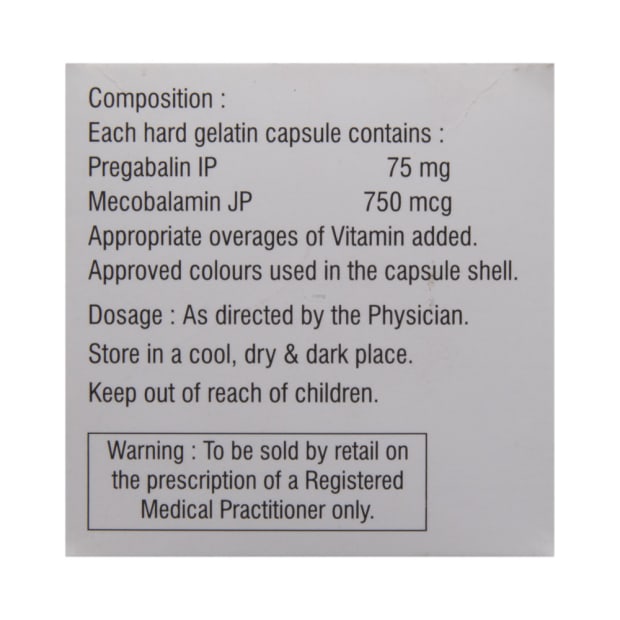 Composition :
Each hard gelatin capsule contains :
Pregabalin IP 75 mg
Mecobalamin JP 750 mcg
Appropriate overages of Vitamin added.
Approved colours used in the capsule shell.
Dosage : As directed by the Physician.
Store in a cool, dry & dark place.
Keep out of reach of children.
Warning : To be sold by retail on
the prescription of a Registered
Medical Practitioner only.